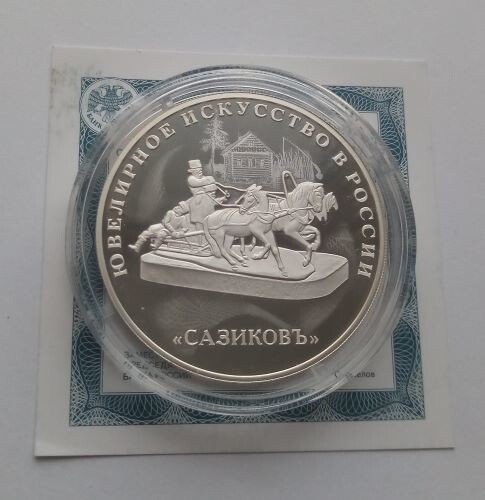 ЮВЕЛИРНОЕ ИСКУССТВО В РОССИИ
«САЗИКОВЪ»